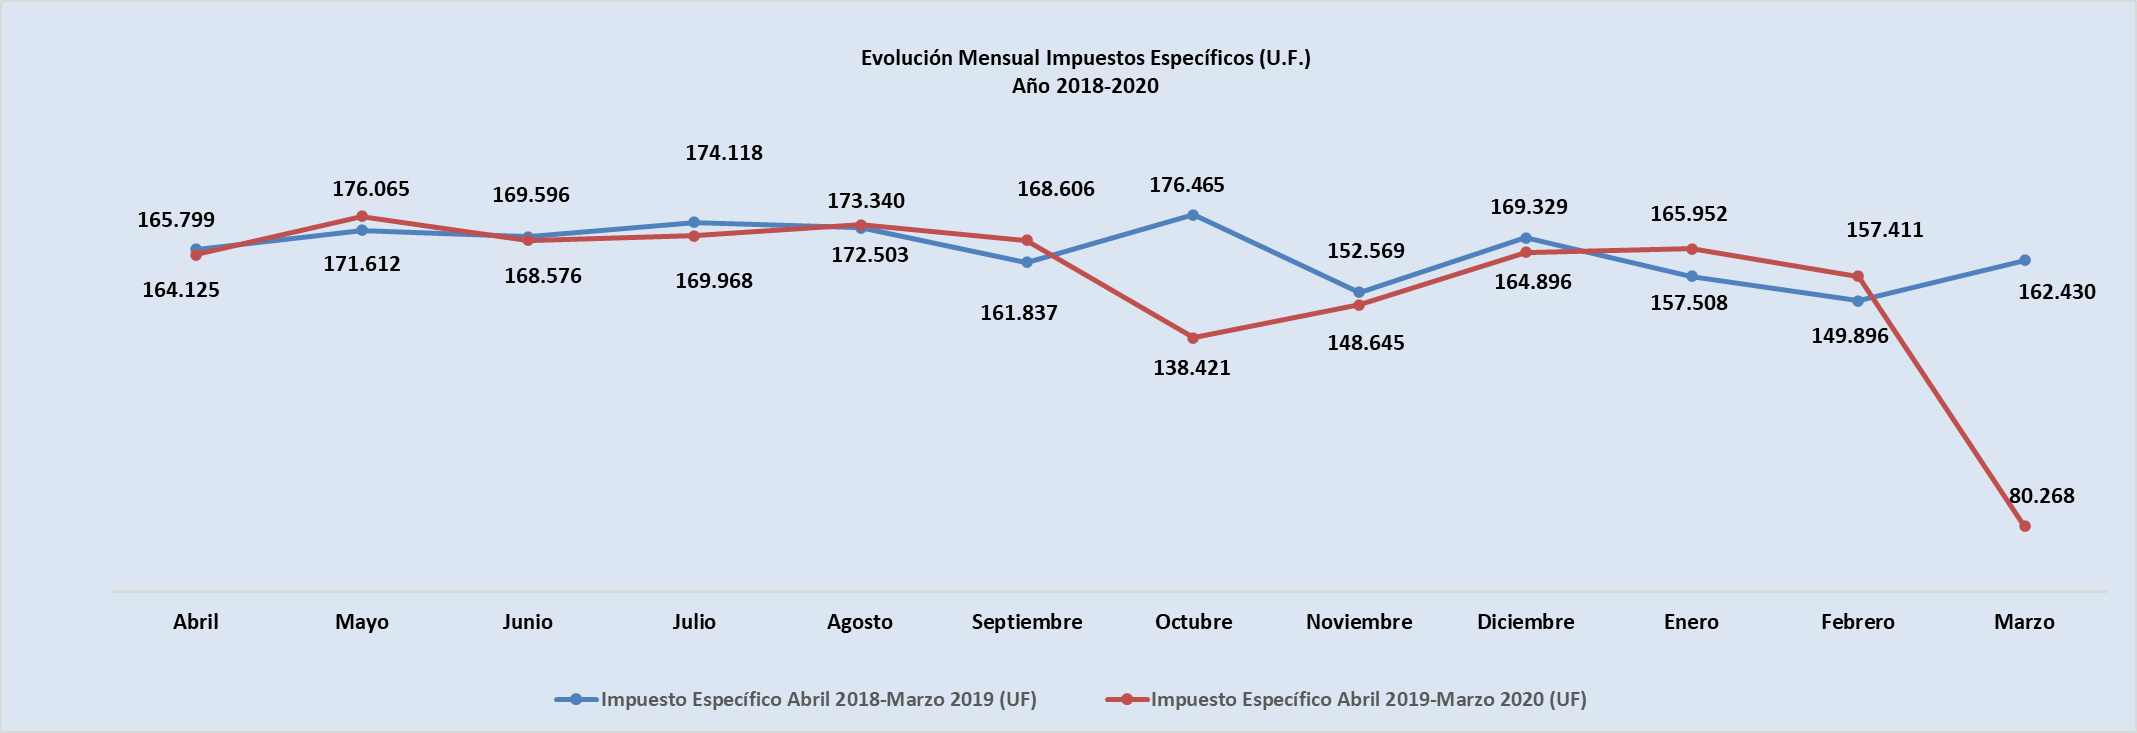 Evolución Mensual Impuestos Específicos (U.F.)
Año 2018-2020
165.799
176.065
169.596
174.118
173.340
168.606
176.465
152.569
169.329
165.952
157.411
162.430
164.125
171.612
168.576
169.968
172.503
161.837
138.421
148.645
164.896
157.508
149.896
80.268
Abril
Mayo
Junio
Julio
Agosto
Septiembre
Octubre
Noviembre
Diciembre
Enero
Febrero
Marzo
Impuesto Específico Abril 2018-Marzo 2019 (UF)
Impuesto Específico Abril 2019-Marzo 2020 (UF)